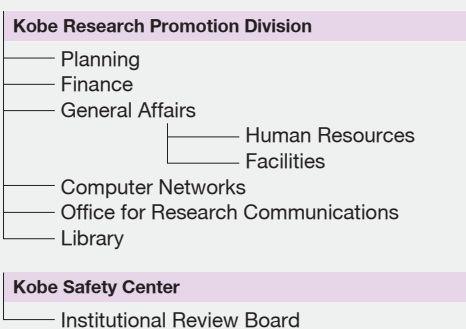 Kobe Research Promotion Division
Planning
Finance
General Affairs
Human Resources
Facilities
Computer Networks
Office for Research Communications
Library
Kobe Safety Center
Institutional Review Board